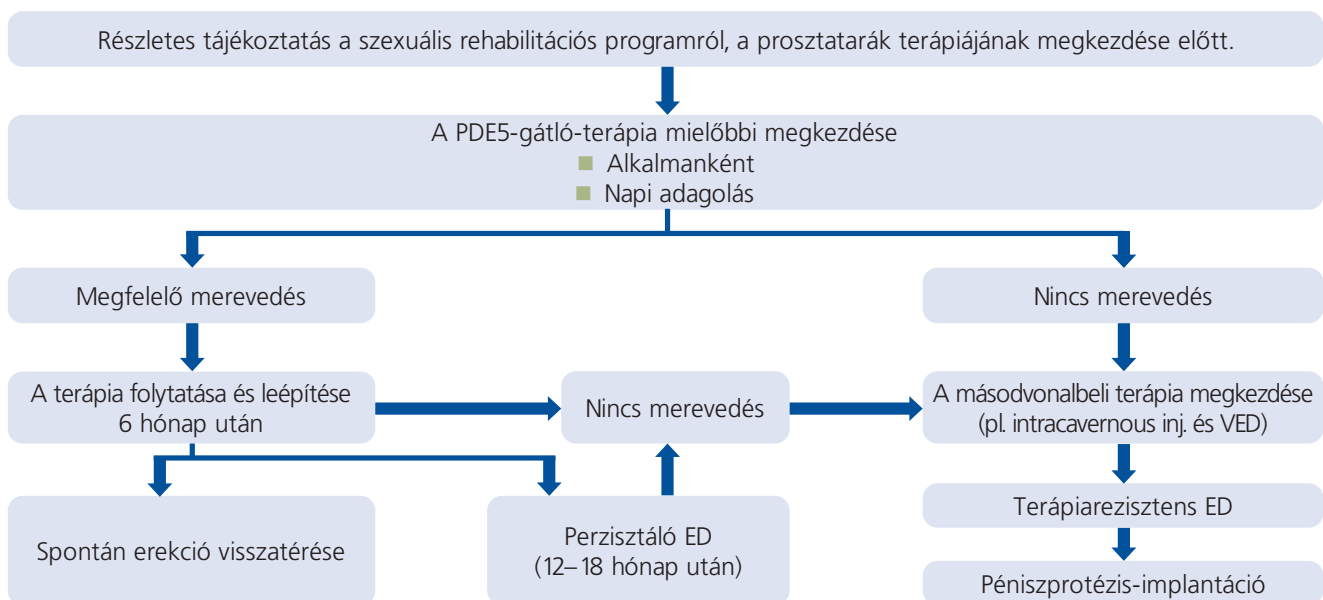 Részletes tájékoztatás a szexuális rehabilitációs programról, a prosztatarák terápiájának megkezdése előtt.
A PDE5-gátló-terápia mielőbbi megkezdése
Alkalmanként
Napi adagolás
Megfelelő merevedés
Nincs merevedés
A terápia folytatása és leépítése
6 hónap után
Nincs merevedés
A másodvonalbeli terápia megkezdése
(pl. intracavernous inj. és VED)
Spontán erekció visszatérése
Perzisztáló ED
(12–18 hónap után)
Terápiarezisztens ED
Péniszprotézis-implantáció